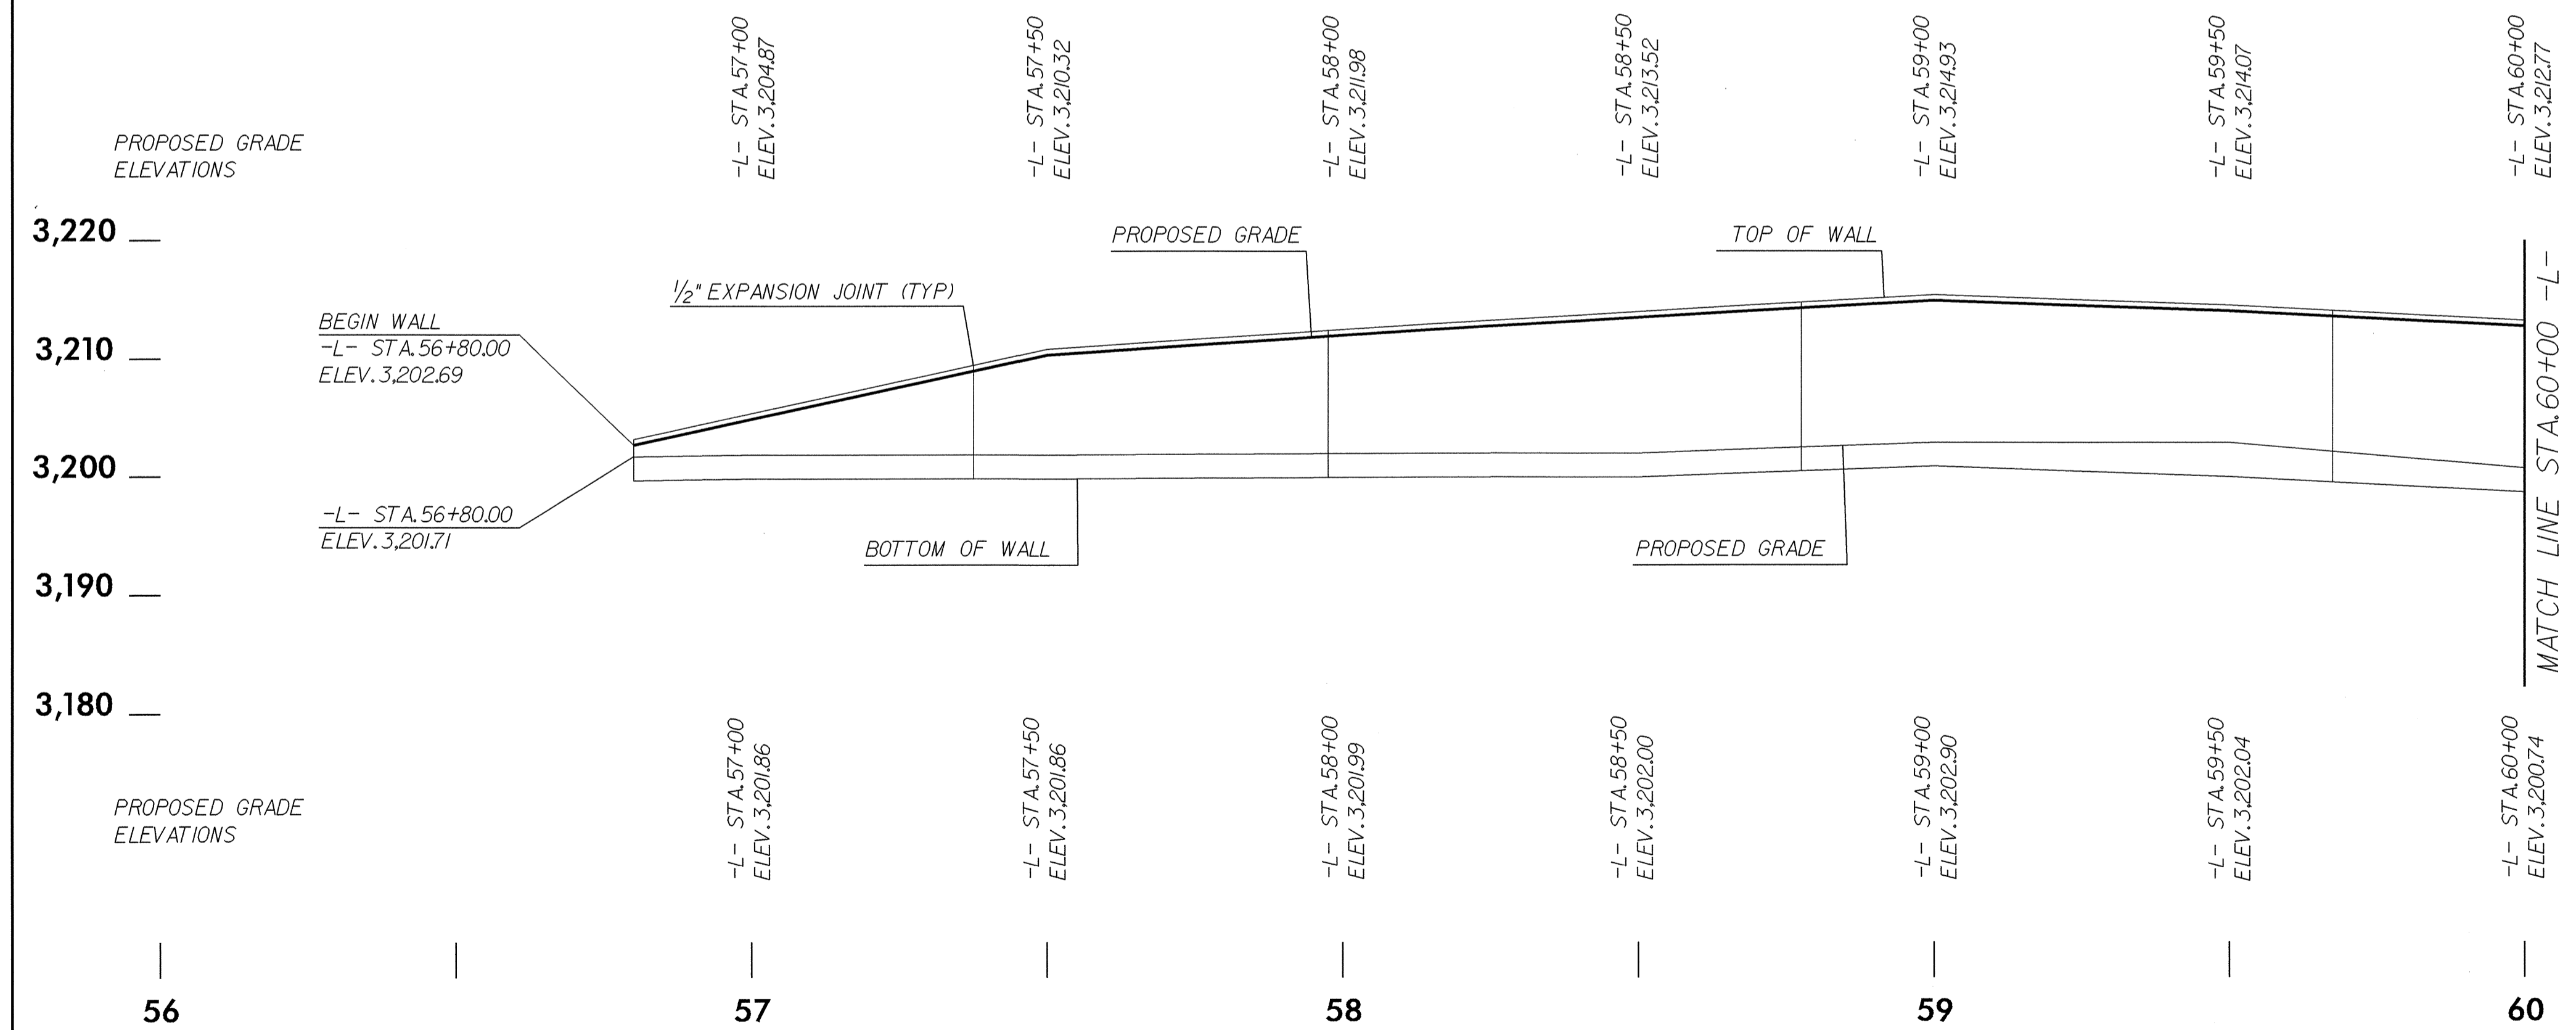 -L- STA.57+00
ELEV.3,204.87
-L- STA.57+50
ELEV.3,210.32
-L- STA.58+00
ELEV.3,211.98
-L- STA.58+50
ELEV.3,213.52
-L- STA.59+00
ELEV.3,214.93
-L- STA.59+50
ELEV.3,214.07
-L- STA.60+00
ELEV.3,212.77
PROPOSED GRADE
ELEVATIONS
3,220
3,210
3,200
3,190
3,180
PROPOSED GRADE
TOP OF WALL
1/2" EXPANSION JOINT (TYP)
BEGIN WALL
-L- STA.56+80.00
ELEV.3,202.69
-L- STA.56+80.00
ELEV.3,201.71
BOTTOM OF WALL
PROPOSED GRADE
MATCH LINE STA.60+00 -L-
PROPOSED GRADE
ELEVATIONS
-L- STA.57+00
ELEV.3,201.86
-L- STA.57+50
ELEV.3,201.86
-L- STA.58+00
ELEV.3,201.99
-L- STA.58+50
ELEV.3,202.00
-L- STA.59+00
ELEV.3,202.90
-L- STA.59+50
ELEV.3,202.04
-L- STA.60+00
ELEV.3,200.74
56
57
58
59
60